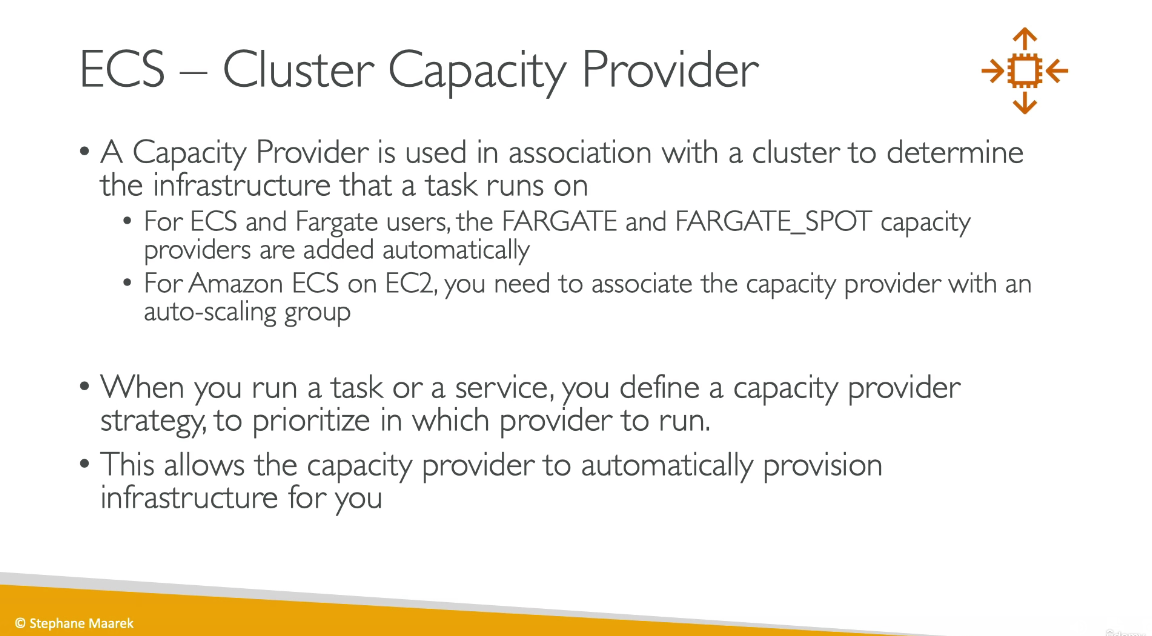 ECS – Cluster Capacity Provider
• A Capacity Provider is used in association with a cluster to determine
the infrastructure that a task runs on
• For ECS and Fargate users, the FARGATE and FARGATE_SPOT capacity
providers are added automatically
• For Amazon ECS on EC2, you need to associate the capacity provider with an
auto-scaling group
• When you run a task or a service, you define a capacity provider
strategy, to prioritize in which provider to run.
• This allows the capacity provider to automatically provision
infrastructure for you
© Stephane Maarek